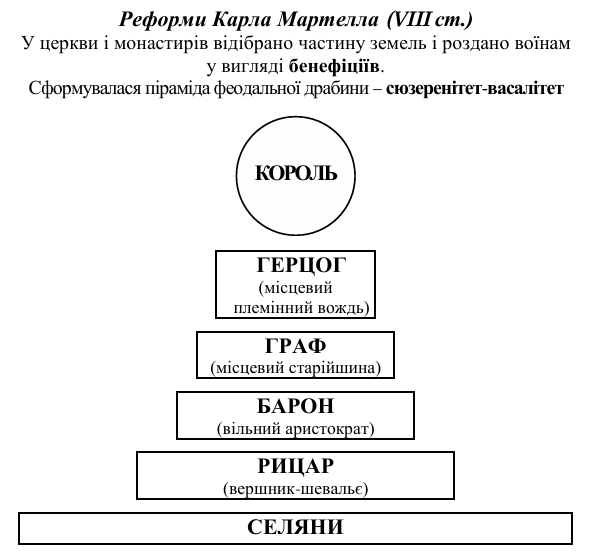 Реформи Карла Мартелла (VIII ст.)
У церкви і монастирів відібрано частину земель і роздано воїнам
у вигляді бенефіціїв.
Сформувалася піраміда феодальної драбини – сюзеренітет-васалітет
КОРОЛЬ
ГЕРЦОГ
(місцевий
племінний вождь)
ГРАФ
(місцевий старійшина)
БАРОН
(вільний аристократ)
РИЦАР
(вершник-шевальє)
СЕЛЯНИ